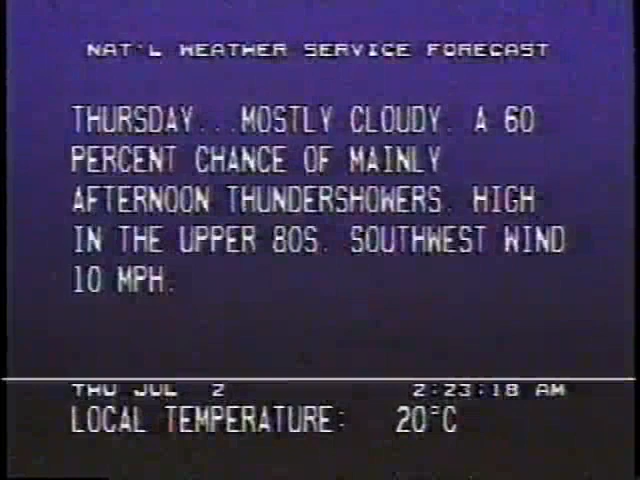 NAT'L WEATHER SERVICE FORECAST
THURSDAY...MOSTLY CLOUDY. A 60
PERCENT CHANCE OF MAINLY
AFTERNOON THUNDERSHOWERS. HIGH
IN THE UPPER 80S. SOUTHWEST WIND
10 MPH.
THU JUL 2 2:23:18 AM
LOCAL TEMPERATURE: 20°C